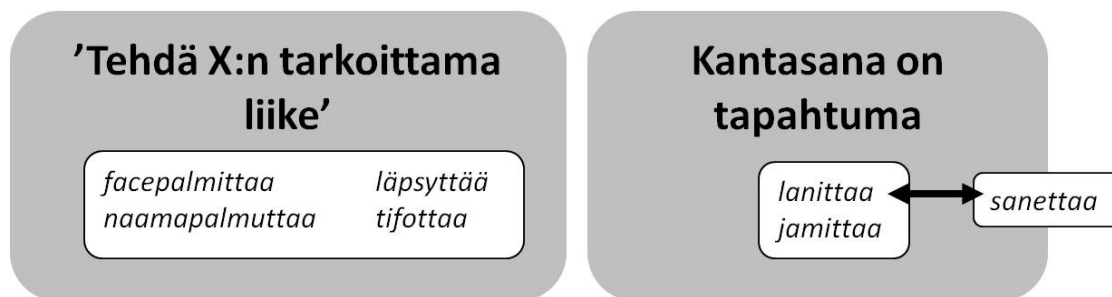 ’Tehdä X:n tarkoittama
liike’
facepalmittaa läpsyttää
naamapalmuttaa tifottaa
Kantasana on
tapahtuma
lanittaa
jamittaa
sanettaa